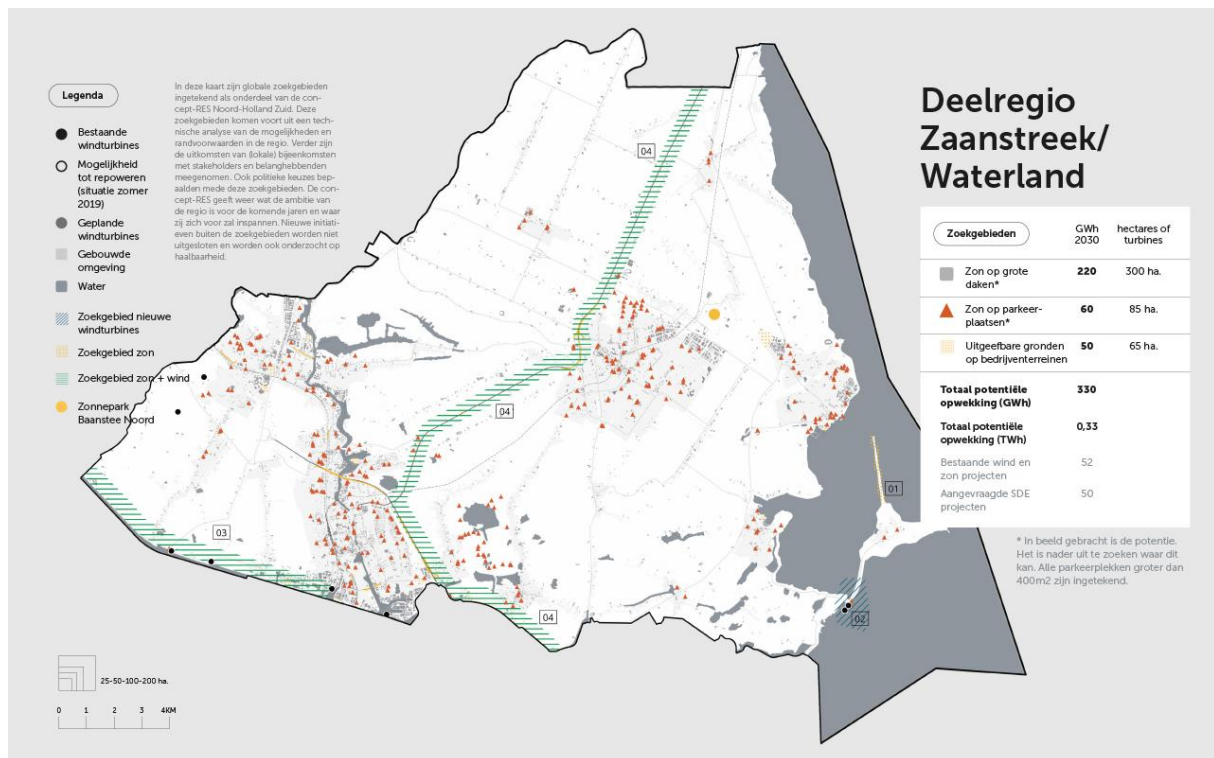 Legenda
Bestaande
windturbines
Mogelijkheid
tot repoweren
(situatie zomer
2019)
Geplande
windturbines
Gebouwde
omgeving
Water
Zoekgebied nieuwe
windturbines
Zoekgebied zon
Zoekgebied zon + wind
Zonnepark
Baanstee Noord
In deze kaart zijn globale zoekgebieden
ingetekend als onderdeel van de con-
cept-RES Noord-Holland Zuid. Deze
zoekgebieden komen voort uit een tech-
nische analyse van de mogelijkheden en
randvoorwaarden in de regio. Verder zijn
de uitkomsten van (lokale) bijeenkomsten
met stakeholders en belanghebbenden
meegenomen. Ook politieke keuzes bep-
aalden mede deze zoekgebieden. De con-
cept-RES geeft weer wat de ambitie van
de regio is voor de komende jaren en waar
zij zich voor zal inspannen. Nieuwe initiati-
even buiten de zoekgebieden worden niet
uitgesloten en worden ook onderzocht op
haalbaarheid.
04
04
03
04
01
02
25-50-100-200 ha.
0 1 2 3 4KM
Deelregio
Zaanstreek
Waterland
Zoekgebieden
GWh
2030
hectares of
turbines
Zon op grote
daken*
220
300 ha.
Zon op parkeer-
plaatsen*
60
85 ha.
Uitgeefbare gronden
op bedrijventerreinen
50
65 ha.
Totaal potentiële
opwekking (GWh)
330
Totaal potentiële
opwekking (TWh)
0,33
Bestaande wind en
zon projecten
52
Aangevraagde SDE
projecten
50
* In beeld gebracht is de potentie.
Het is nader uit te zoeken waar dit
kan. Alle parkeerplekken groter dan
400m2 zijn ingetekend.